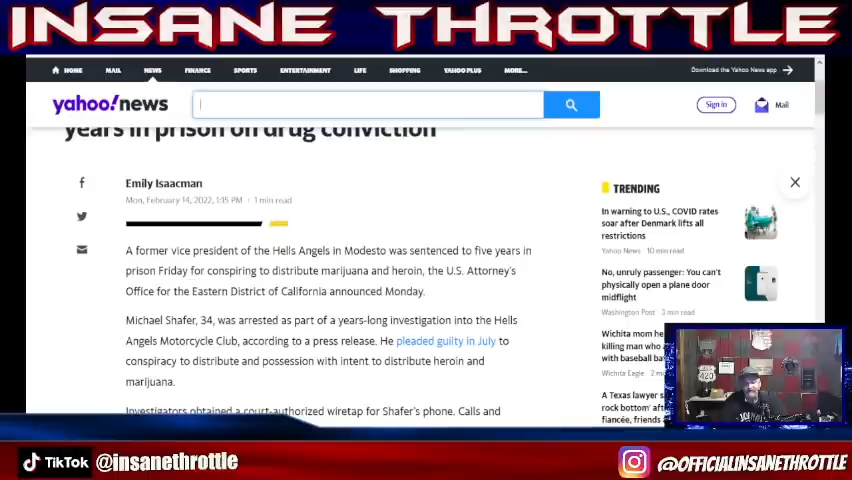 INSANE THROTTLE
HOME MAIL NEWS FINANCE SPORTS ENTERTAINMENT LIFE SHOPPING YAHOO PLUS MORE... Download the Yahoo News app
yahoo!news Sign in Mail
years in prison on drug conviction
Emily Isaacman
Mon, February 14, 2022, 1:15 PM · 1 min read
A former vice president of the Hells Angels in Modesto was sentenced to five years in
prison Friday for conspiring to distribute marijuana and heroin, the U.S. Attorney's
Office for the Eastern District of California announced Monday.
Michael Shafer, 34, was arrested as part of a years-long investigation into the Hells
Angels Motorcycle Club, according to a press release. He pleaded guilty in July to
conspiracy to distribute and possession with intent to distribute heroin and
marijuana.
Investigators obtained a court-authorized wiretap for Shafer's phone. Calls and
TRENDING
In warning to U.S., COVID rates
soar after Denmark lifts all
restrictions
Yahoo News 10 min read
No, unruly passenger: You can't
physically open a plane door
midflight
Washington Post · 3 min read
Wichita mom he
killing man who
with baseball ba
Wichita Eagle · 2 m
A Texas lawyer s
rock bottom' aft
fiancée, friends
420
TikTok @insanethrottle
@OFFICIALINSANETHROTTLE